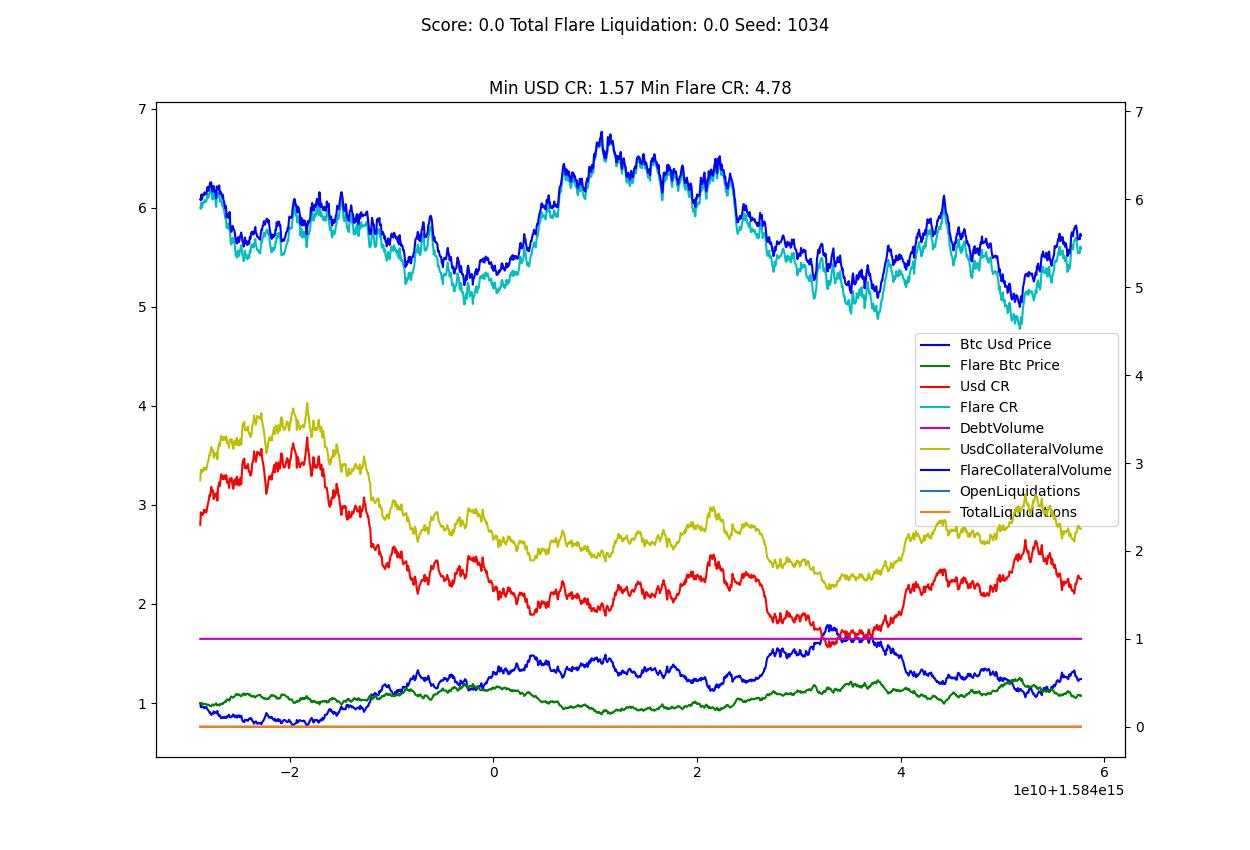 Score: 0.0 Total Flare Liquidation: 0.0 Seed: 1034
Min USD CR: 1.57 Min Flare CR: 4.78
7
6
5
4
3
2
1
7
6
5
4
3
2
1
0
Btc Usd Price
Flare Btc Price
Usd CR
Flare CR
DebtVolume
UsdCollateralVolume
FlareCollateralVolume
OpenLiquidations
TotalLiquidations
−2
0
2
4
6
1e10+1.584e15